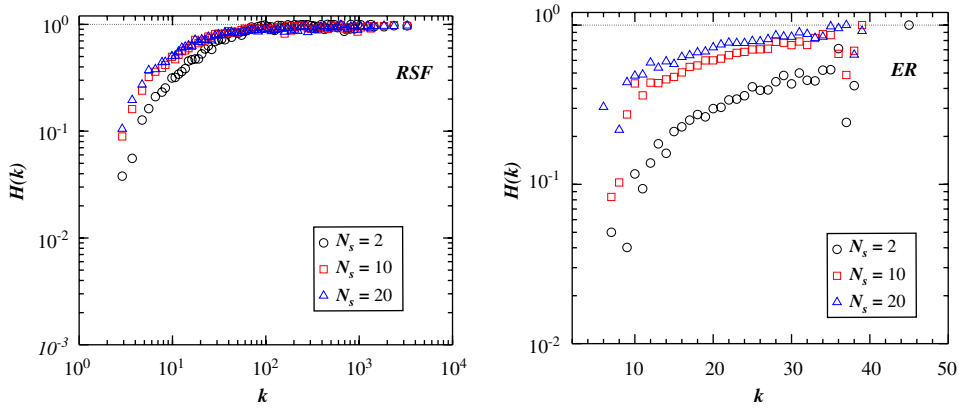 10^0
RSF
10^-1
H(k)
10^-2
N_s = 2
N_s = 10
N_s = 20
10^-3
10^0 10^1 10^2 10^3 10^4
k
10^0
ER
H(k)
10^-1
N_s = 2
N_s = 10
N_s = 20
10^-2
10 20 30 40 50
k